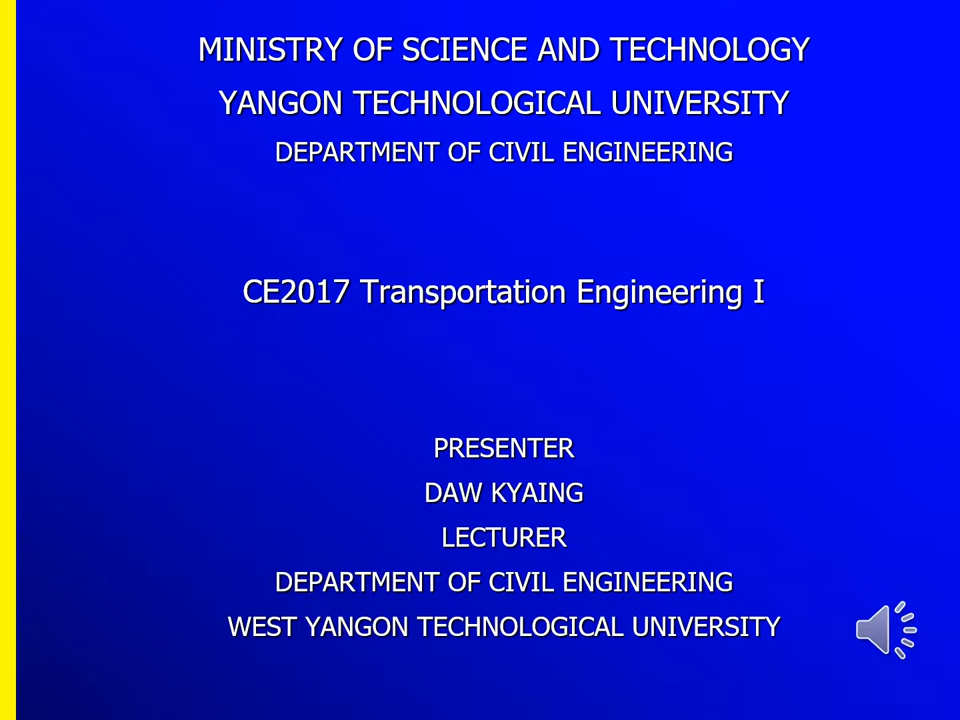 MINISTRY OF SCIENCE AND TECHNOLOGY
YANGON TECHNOLOGICAL UNIVERSITY
DEPARTMENT OF CIVIL ENGINEERING
CE2017 Transportation Engineering I
PRESENTER
DAW KYAING
LECTURER
DEPARTMENT OF CIVIL ENGINEERING
WEST YANGON TECHNOLOGICAL UNIVERSITY